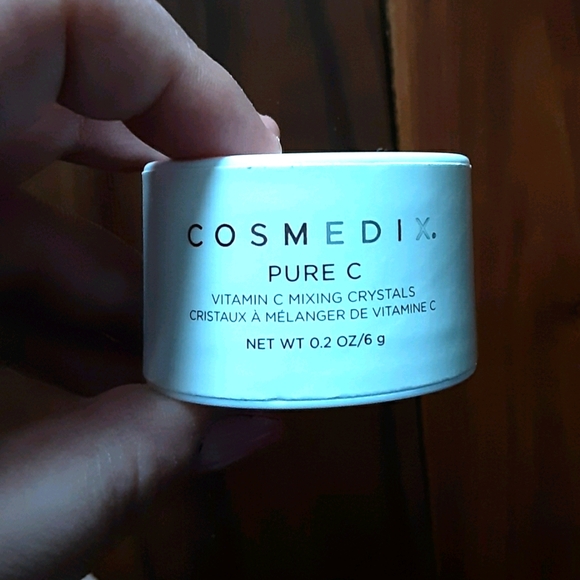 COSMEDIX.
PURE C
VITAMIN C MIXING CRYSTALS
CRISTAUX À MÉLANGER DE VITAMINE C
NET WT 0.2 OZ/6 g